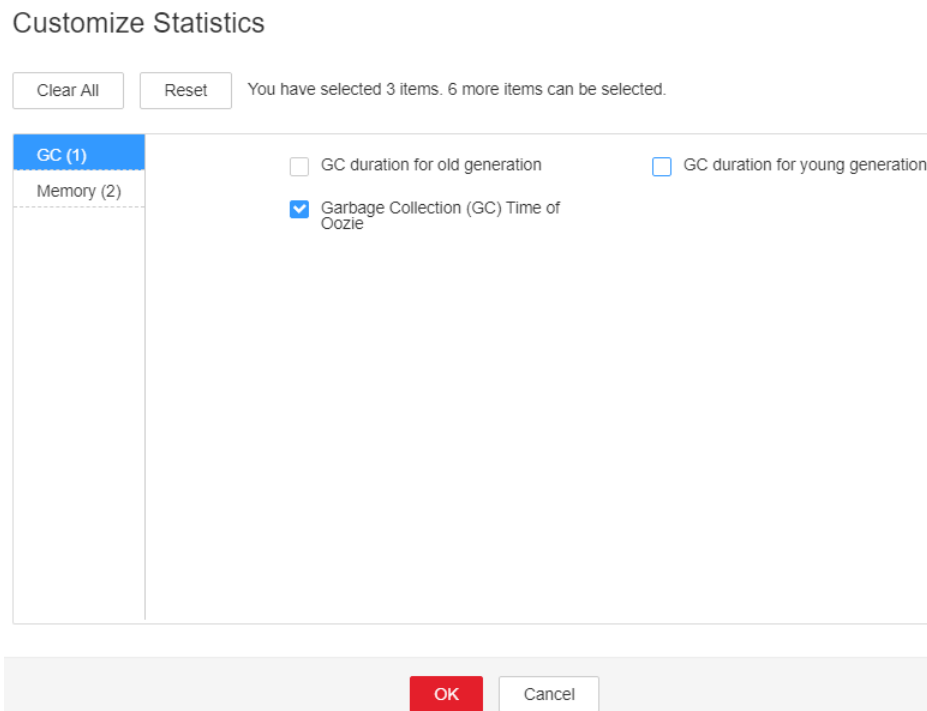 Customize Statistics
Clear All
Reset
You have selected 3 items. 6 more items can be selected.
GC (1)
Memory (2)
GC duration for old generation
GC duration for young generation
Garbage Collection (GC) Time of
Oozie
OK
Cancel